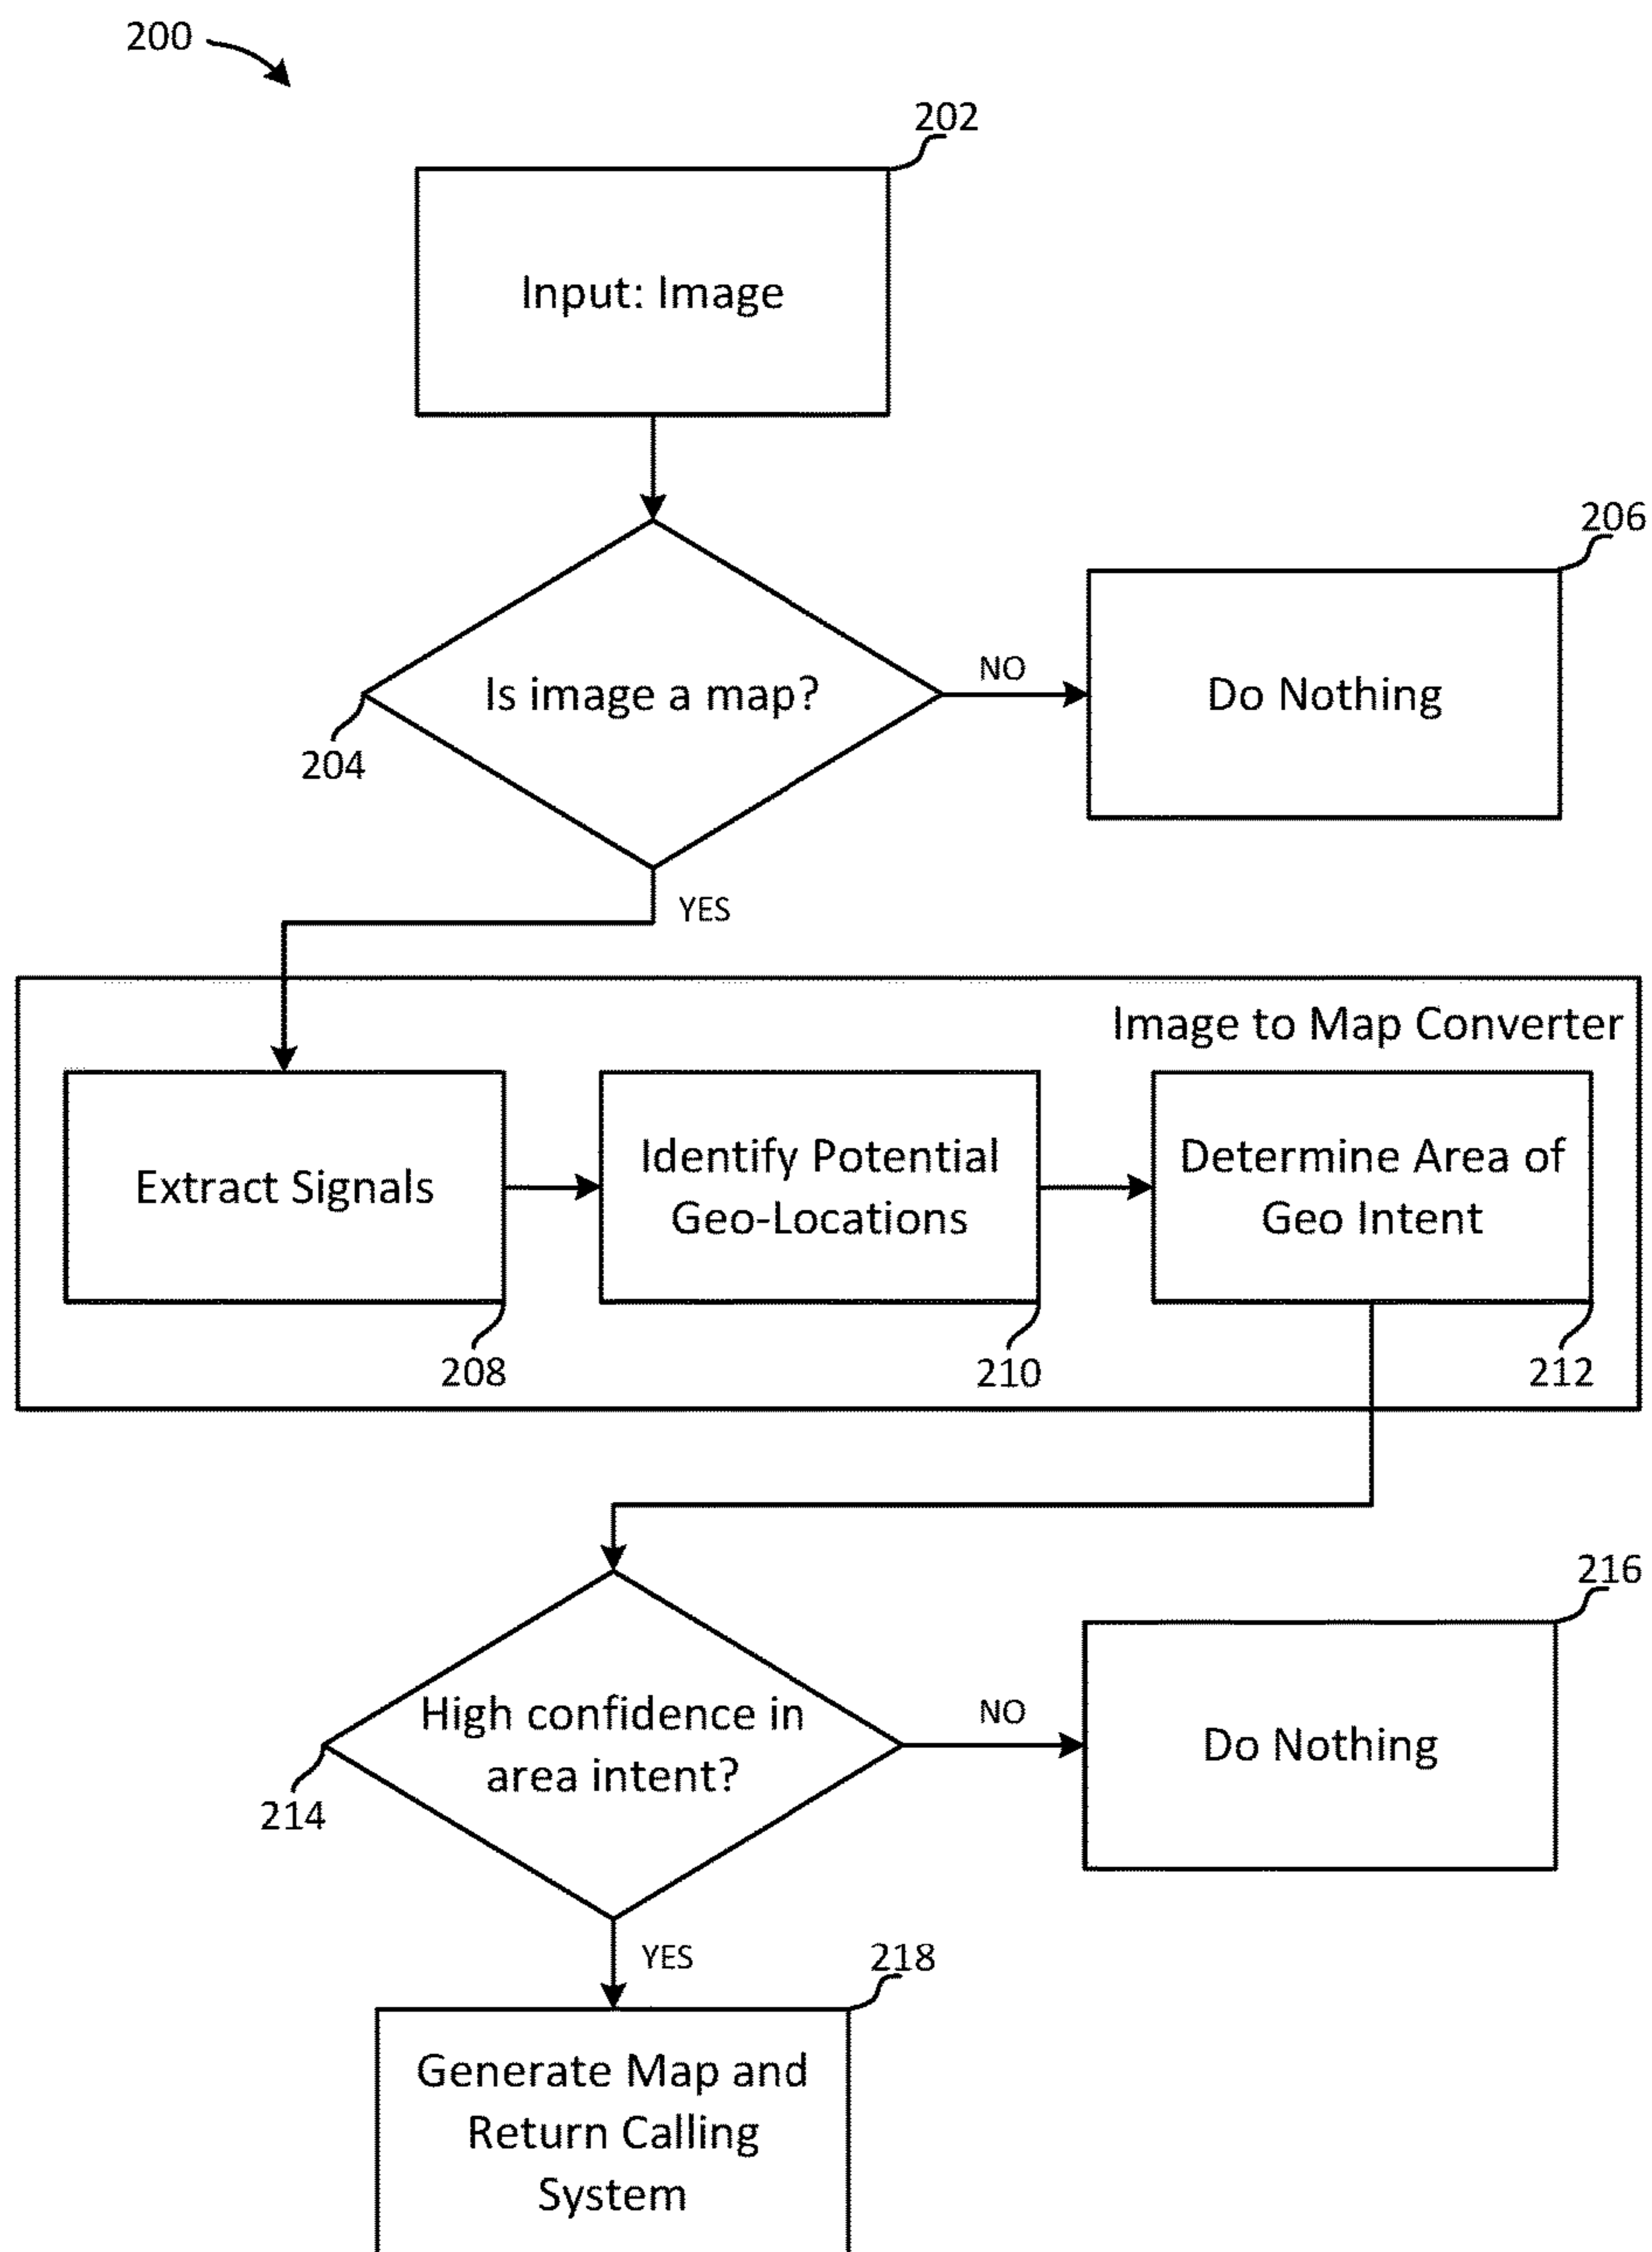 200
202
Input: Image
206
Is image a map?
NO
Do Nothing
204
YES
Image to Map Converter
Extract Signals
Identify Potential
Geo-Locations
Determine Area of
Geo Intent
208
210
212
216
High confidence in
area intent?
NO
Do Nothing
214
YES
218
Generate Map and
Return Calling
System